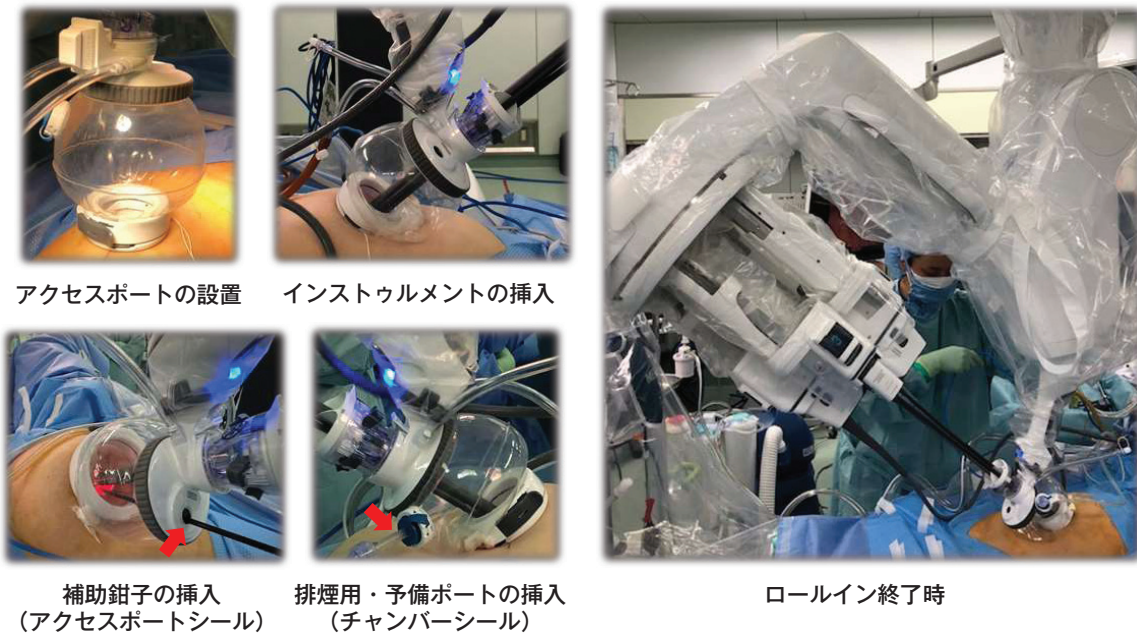 アクセスポートの設置
インストゥルメントの挿入
補助鉗子の挿入
（アクセスポートシール）
排煙用・予備ポートの挿入
（チャンバーシール）
ロールイン終了時